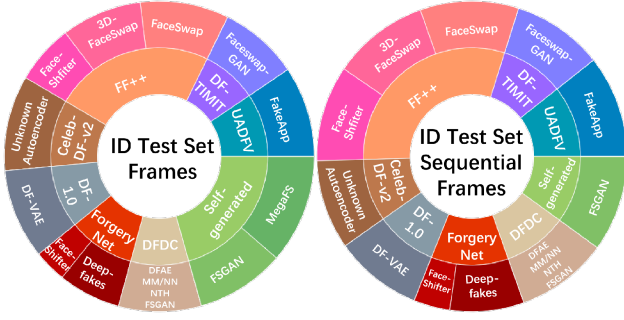 ID Test Set
Frames
FF++
DF-
TIMIT
UADFV
Self-
generated
DFDC
Forgery
Net
DF-
1.0
Celeb-
DF-v2
3D-
FaceSwap
FaceSwap
Faceswap-
GAN
FakeApp
MegaFS
FSGAN
DFAE
MM/NN
NTH
FSGAN
Deep-
fakes
Face-
Shifter
DF-VAE
Unknown
Autoencoder
Face-
Shfiter
ID Test Set
Sequential
Frames
FF++
DF-
TIMIT
UADFV
Self-
generated
DFDC
Forgery
Net
DF-
1.0
Celeb-
DF-v2
3D-
FaceSwap
FaceSwap
Faceswap-
GAN
FakeApp
FSGAN
DFAE
MM/NN
NTH
FSGAN
Deep-
fakes
Face-
Shifter
DF-VAE
Unknown
Autoencoder
Face-
Shfiter